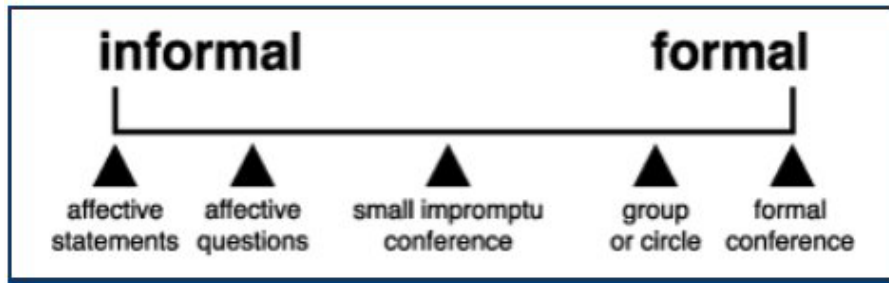 informal
formal
affective
statements
affective
questions
small impromptu
conference
group
or circle
formal
conference